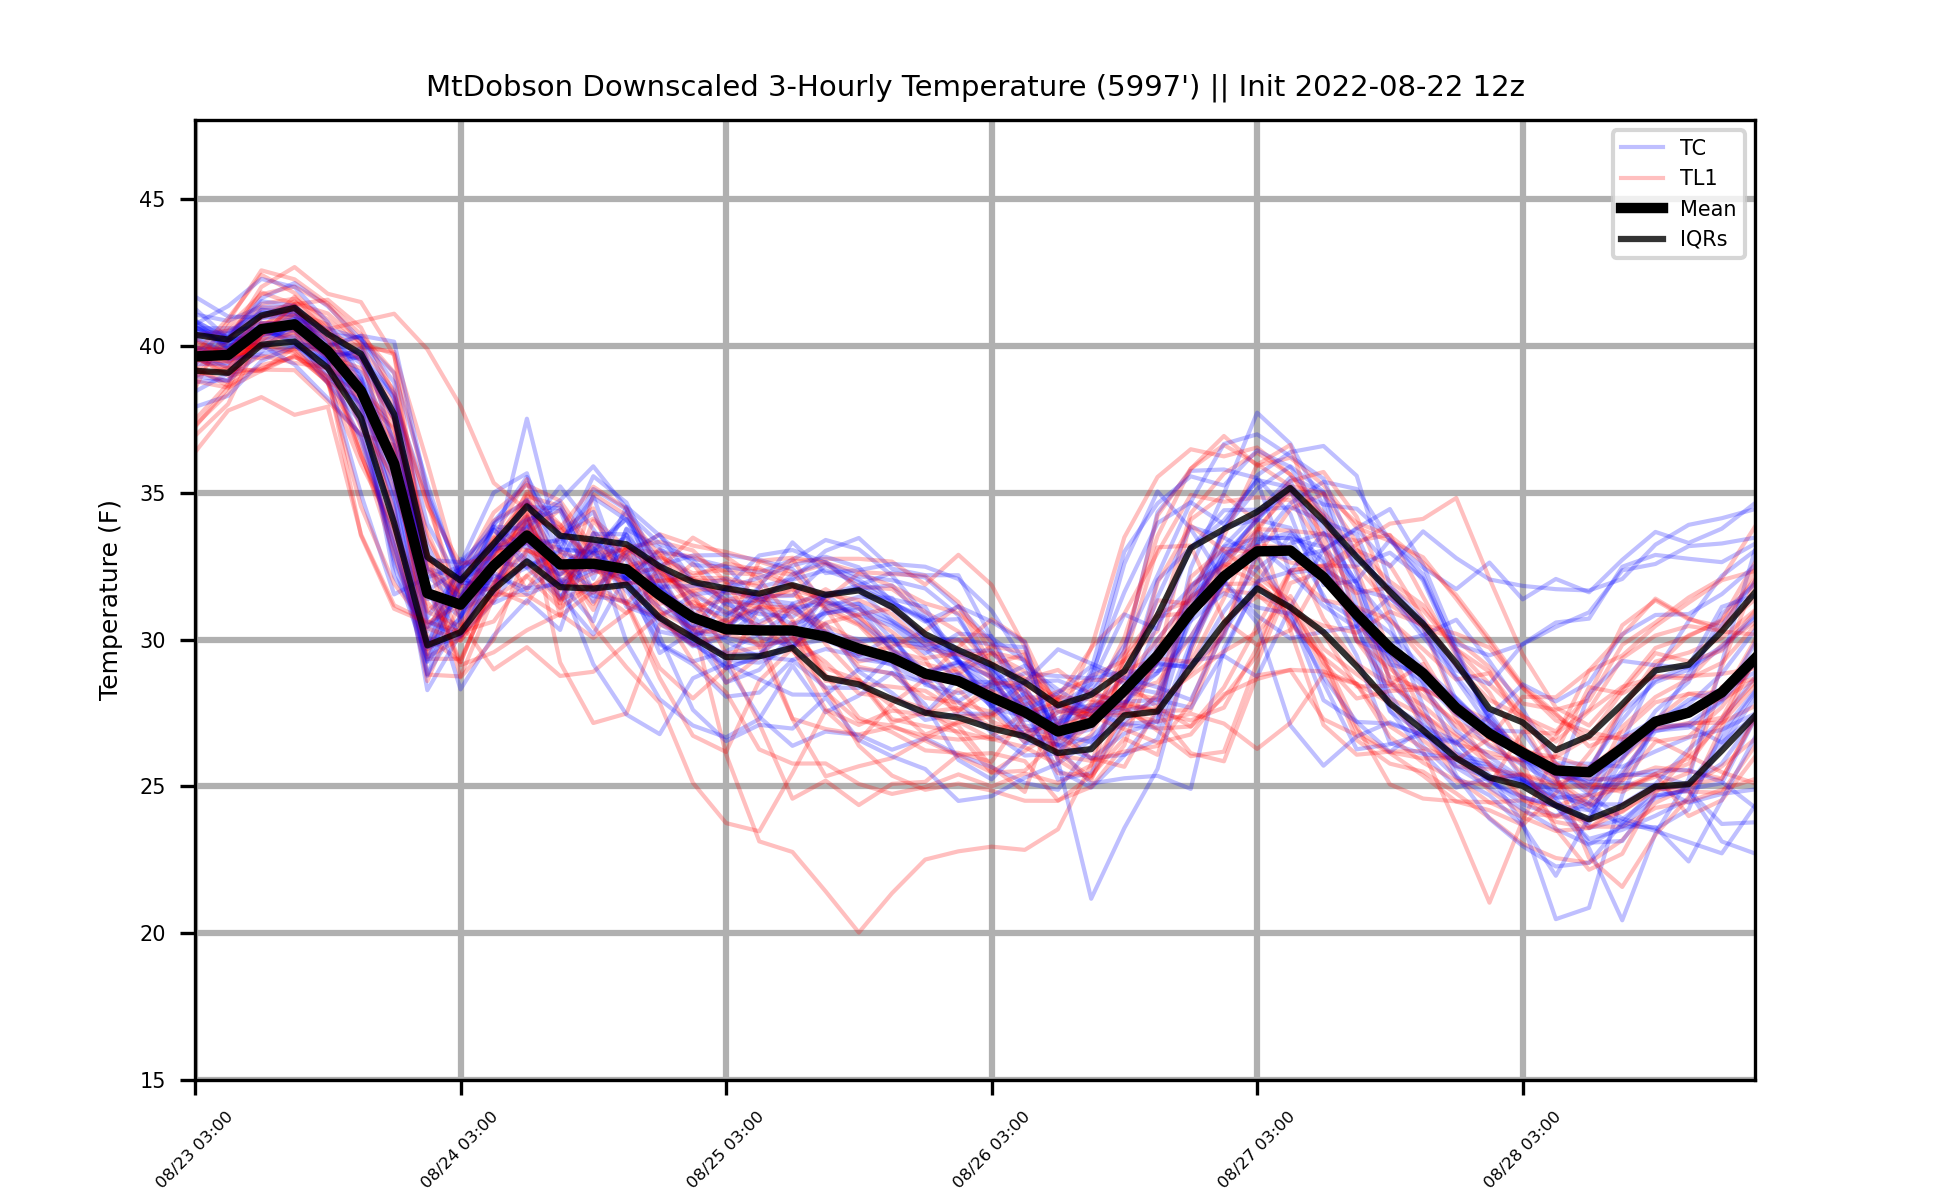 MtDobson Downscaled 3-Hourly Temperature (5997') || Init 2022-08-22 12z
TC
TL1
Mean
IQRs
Temperature (F)
45
40
35
30
25
20
15
08/23 03:00
08/24 03:00
08/25 03:00
08/26 03:00
08/27 03:00
08/28 03:00